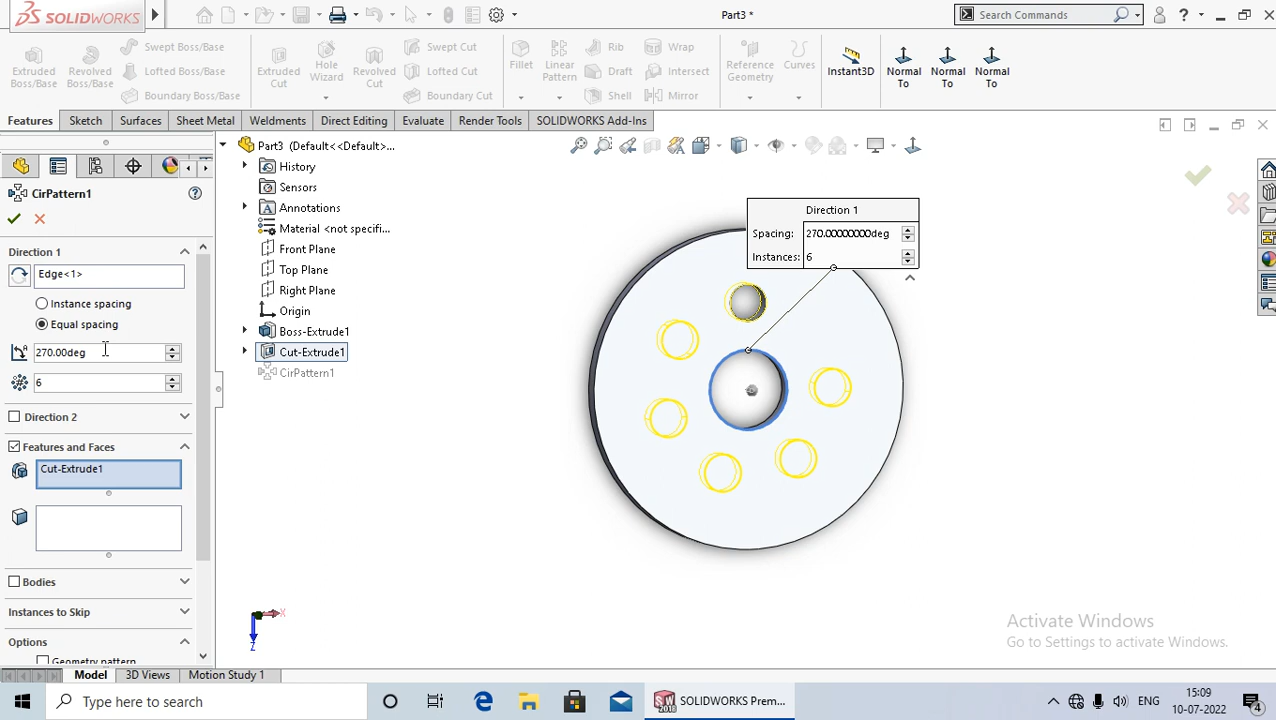 SOLIDWORKS
Part3 *
Search Commands
Extruded Boss/Base
Revolved Boss/Base
Swept Boss/Base
Lofted Boss/Base
Boundary Boss/Base
Extruded Cut
Hole Wizard
Revolved Cut
Swept Cut
Lofted Cut
Boundary Cut
Fillet
Linear Pattern
Rib
Draft
Shell
Wrap
Intersect
Mirror
Reference Geometry
Curves
Instant3D
Normal To
Normal To
Normal To
Features
Sketch
Surfaces
Sheet Metal
Weldments
Direct Editing
Evaluate
Render Tools
SOLIDWORKS Add-Ins
CirPattern1
Direction 1
Edge<1>
Instance spacing
Equal spacing
270.00deg
6
Direction 2
Features and Faces
Cut-Extrude1
Bodies
Instances to Skip
Options
Geometry pattern
Part3 (Default<<Default>...
History
Sensors
Annotations
Material <not specifi...
Front Plane
Top Plane
Right Plane
Origin
Boss-Extrude1
Cut-Extrude1
CirPattern1
Direction 1
Spacing: 270.00000000deg
Instances: 6
X
Z
Activate Windows
Go to Settings to activate Windows.
Model
3D Views
Motion Study 1
Type here to search
SOLIDWORKS Prem...
2018
ENG
15:09
10-07-2022
4